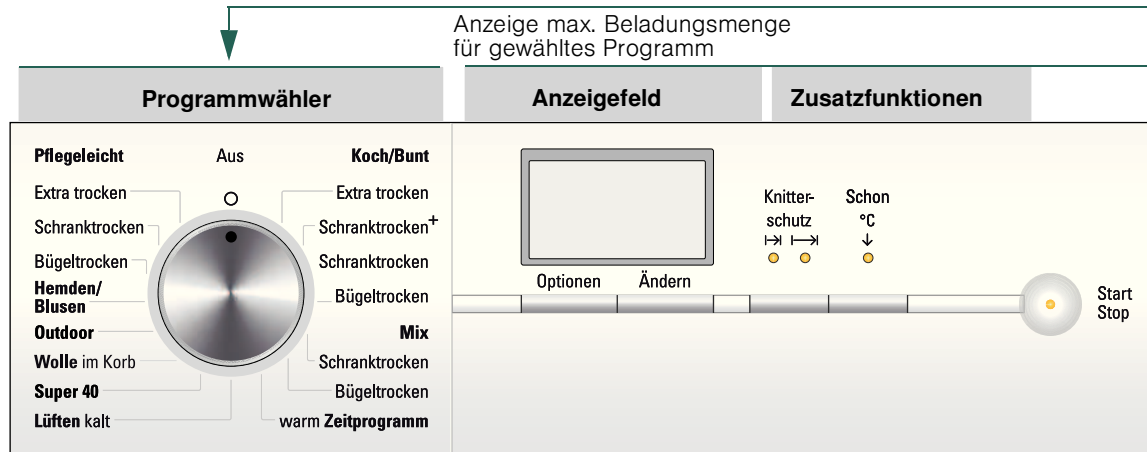 Anzeige max. Beladungsmenge
für gewähltes Programm
Programmwähler
Anzeigefeld
Zusatzfunktionen
Pflegeleicht
Aus
Koch/Bunt
Extra trocken
Schranktrocken
Bügeltrocken
Hemden/
Blusen
Outdoor
Wolle im Korb
Super 40
Lüften kalt
Extra trocken
Schranktrocken+
Schranktrocken
Bügeltrocken
Mix
Schranktrocken
Bügeltrocken
warm Zeitprogramm
Optionen
Ändern
Knitter-
schutz
Schon
°C
Start
Stop